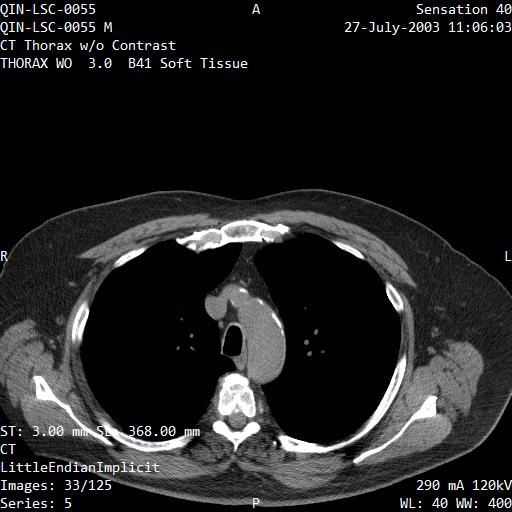 QIN-LSC-0055
A
Sensation 40
QIN-LSC-0055 M
27-July-2003 11:06:03
CT Thorax w/o Contrast
THORAX WO  3.0  B41 Soft Tissue
R
L
ST: 3.00 mm SL: 368.00 mm
CT
LittleEndianImplicit
Images: 33/125
290 mA 120kV
Series: 5
P
WL: 40 WW: 400